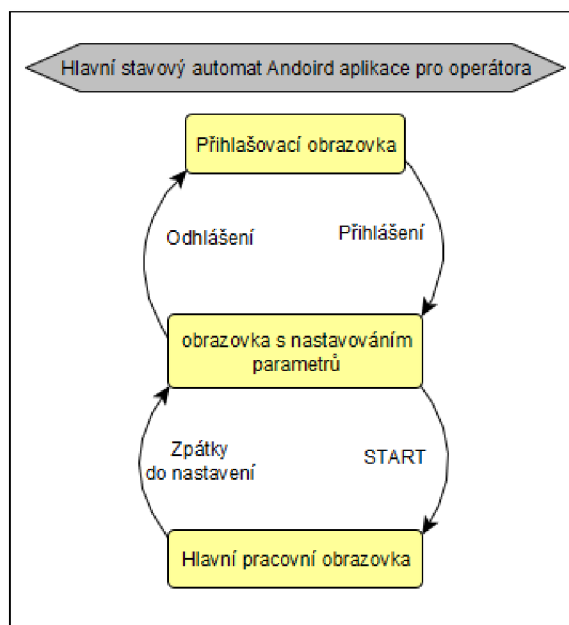 Hlavní stavový automat Andoird aplikace pro operátora
Přihlašovací obrazovka
Odhlášení
Přihlášení
obrazovka s nastavováním
parametrů
Zpátky
do nastavení
START
Hlavní pracovní obrazovka